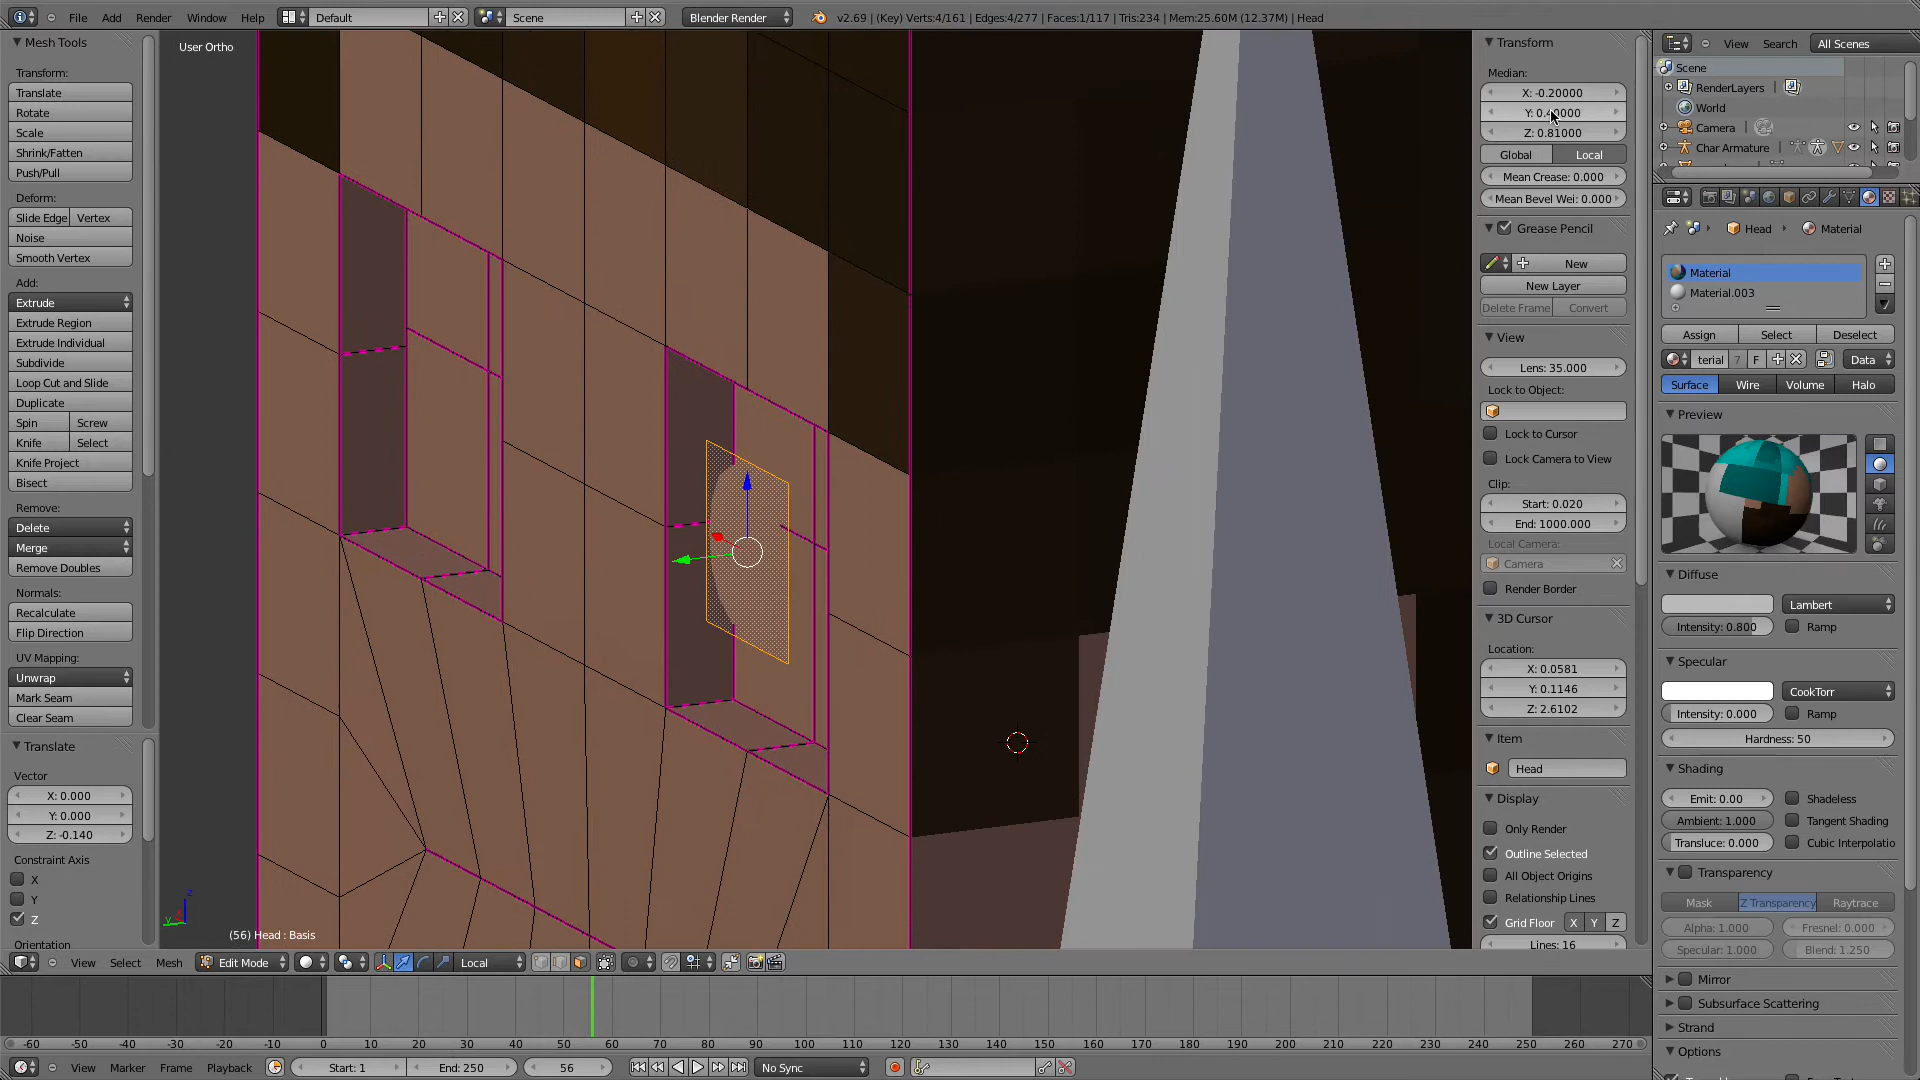 File Add Render Window Help Default Scene Blender Render v2.69 | (Key) Verts:4/161 | Edges:4/277 | Faces:1/117 | Tris:234 | Mem:25.60M (12.37M) | Head
Mesh Tools
Transform:
Translate
Rotate
Scale
Shrink/Fatten
Push/Pull
Deform:
Slide Edge Vertex
Noise
Smooth Vertex
Add:
Extrude
Extrude Region
Extrude Individual
Subdivide
Loop Cut and Slide
Duplicate
Spin Screw
Knife Select
Knife Project
Bisect
Remove:
Delete
Merge
Remove Doubles
Normals:
Recalculate
Flip Direction
UV Mapping:
Unwrap
Mark Seam
Clear Seam
Translate
Vector
X: 0.000
Y: 0.000
Z: -0.140
Constraint Axis
X
Y
Z
Orientation
User Ortho
(56) Head : Basis
View Select Mesh Edit Mode Local
Transform
Median:
X: -0.20000
Z: 0.81000
Global Local
Mean Crease: 0.000
Mean Bevel Wei: 0.000
Grease Pencil
New
New Layer
Delete Frame Convert
View
Lens: 35.000
Lock to Object:
Lock to Cursor
Lock Camera to View
Clip:
Start: 0.020
End: 1000.000
Local Camera:
Camera
Render Border
3D Cursor
Location:
X: 0.0581
Y: 0.1146
Z: 2.6102
Item
Head
Display
Only Render
Outline Selected
All Object Origins
Relationship Lines
Grid Floor X Y Z
Lines: 16
View Search All Scenes
Scene
RenderLayers
World
Camera
Char Armature
Head Material
Material
Material.003
Assign Select Deselect
terial 7 F Data
Surface Wire Volume Halo
Preview
Diffuse
Lambert
Intensity: 0.800 Ramp
Specular
CookTorr
Intensity: 0.000 Ramp
Hardness: 50
Shading
Emit: 0.00 Shadeless
Ambient: 1.000 Tangent Shading
Transluce: 0.000 Cubic Interpolatio
Transparency
Mask Z Transparency Raytrace
Alpha: 1.000 Fresnel: 0.000
Specular: 1.000 Blend: 1.250
Mirror
Subsurface Scattering
Strand
Options
-60 -50 -40 -30 -20 -10 0 10 20 30 40 50 60 70 80 90 100 110 120 130 140 150 160 170 180 190 200 210 220 230 240 250 260 270
View Marker Frame Playback Start: 1 End: 250 56 No Sync